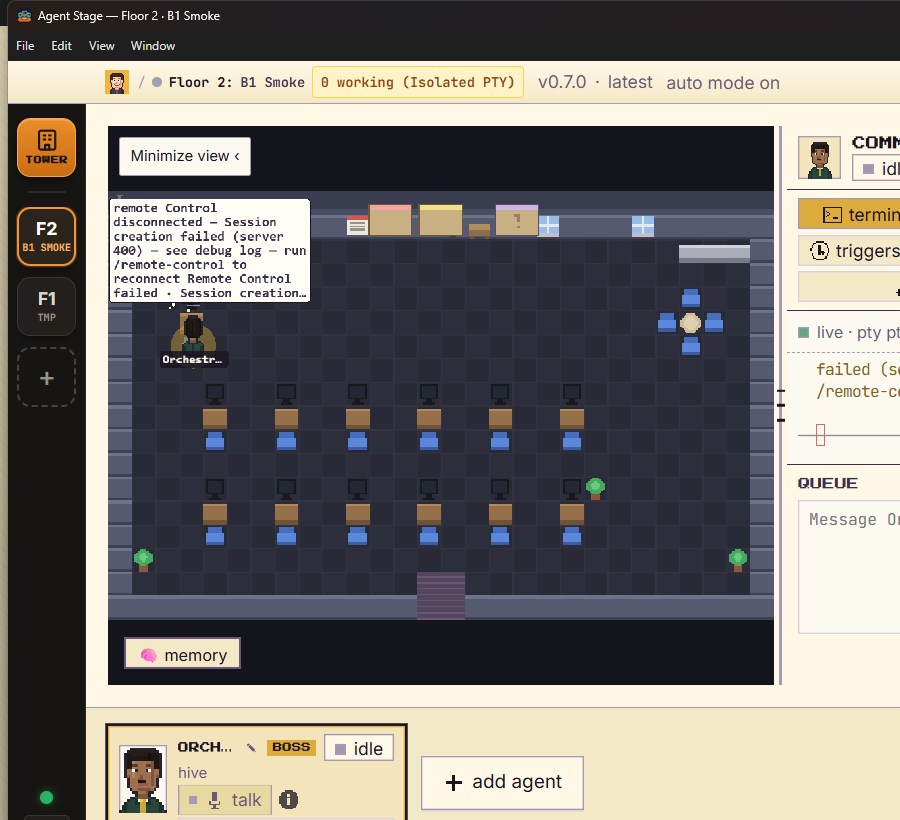 Agent Stage — Floor 2 · B1 Smoke
File Edit View Window
/ Floor 2: B1 Smoke 0 working (Isolated PTY) v0.7.0 · latest auto mode on
TOWER
F2
B1 SMOKE
F1
TMP
+
Minimize view ‹
remote Control
disconnected — Session
creation failed (server
400) — see debug log — run
/remote-control to
reconnect Remote Control
failed · Session creation…
Orchestr…
memory
COMM
idl
termin
triggers
live · pty pt
failed (se
/remote-co
QUEUE
Message Or
ORCH… BOSS idle
hive
talk
+ add agent